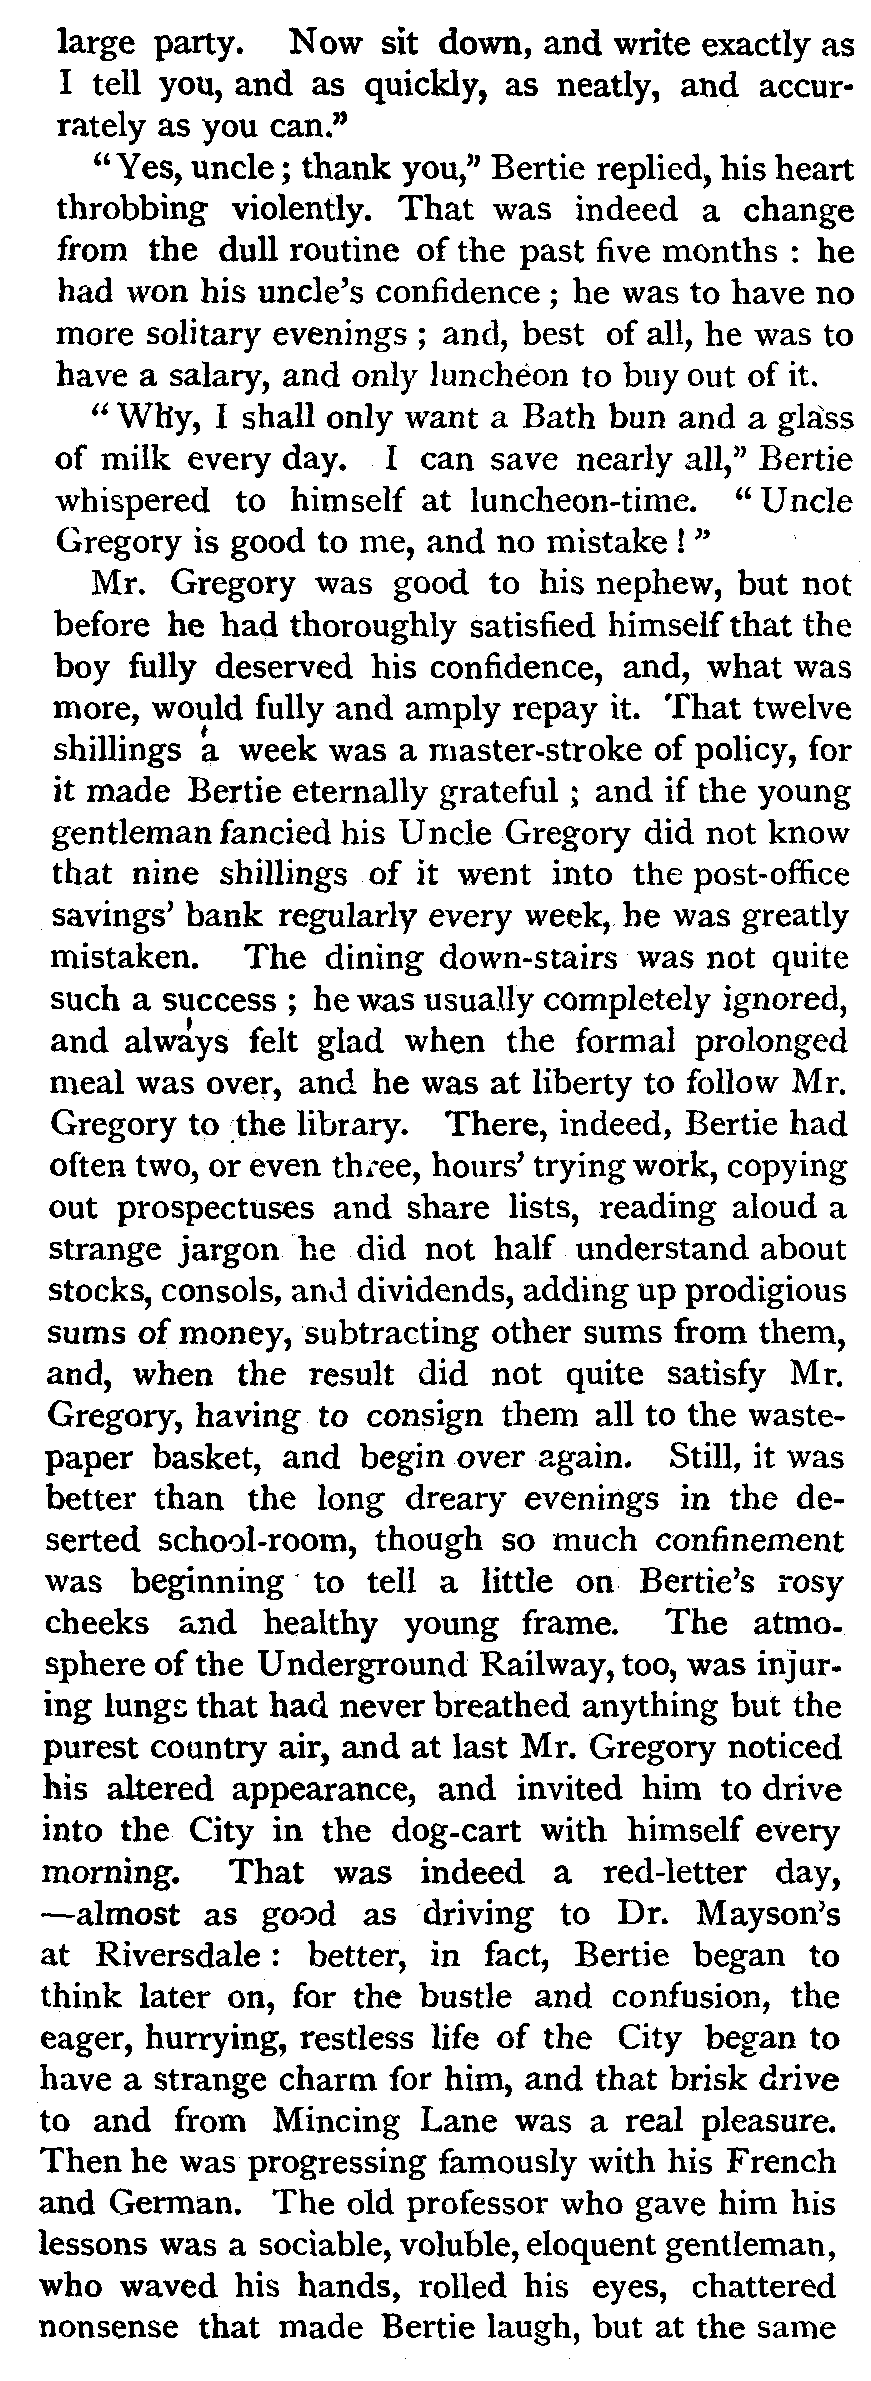 large party. Now sit down, and write exactly as
I tell you, and as quickly, as neatly, and accur-
rately as you can.”
“Yes, uncle; thank you,” Bertie replied, his heart
throbbing violently. That was indeed a change
from the dull routine of the past five months : he
had won his uncle’s confidence ; he was to have no
more solitary evenings ; and, best of all, he was to
have a salary, and only luncheon to buy out of it.
“Why, I shall only want a Bath bun and a glass
of milk every day. I can save nearly all,” Bertie
whispered to himself at luncheon-time. “Uncle
Gregory is good to me, and no mistake !”
Mr. Gregory was good to his nephew, but not
before he had thoroughly satisfied himself that the
boy fully deserved his confidence, and, what was
more, would fully and amply repay it. That twelve
shillings a week was a master-stroke of policy, for
it made Bertie eternally grateful ; and if the young
gentleman fancied his Uncle Gregory did not know
that nine shillings of it went into the post-office
savings’ bank regularly every week, he was greatly
mistaken. The dining down-stairs was not quite
such a success ; he was usually completely ignored,
and always felt glad when the formal prolonged
meal was over, and he was at liberty to follow Mr.
Gregory to the library. There, indeed, Bertie had
often two, or even three, hours’ trying work, copying
out prospectuses and share lists, reading aloud a
strange jargon he did not half understand about
stocks, consols, and dividends, adding up prodigious
sums of money, subtracting other sums from them,
and, when the result did not quite satisfy Mr.
Gregory, having to consign them all to the waste-
paper basket, and begin over again. Still, it was
better than the long dreary evenings in the de-
serted school-room, though so much confinement
was beginning to tell a little on Bertie’s rosy
cheeks and healthy young frame. The atmo-
sphere of the Underground Railway, too, was injur-
ing lungs that had never breathed anything but the
purest country air, and at last Mr. Gregory noticed
his altered appearance, and invited him to drive
into the City in the dog-cart with himself every
morning. That was indeed a red-letter day,
—almost as good as driving to Dr. Mayson’s
at Riversdale : better, in fact, Bertie began to
think later on, for the bustle and confusion, the
eager, hurrying, restless life of the City began to
have a strange charm for him, and that brisk drive
to and from Mincing Lane was a real pleasure.
Then he was progressing famously with his French
and German. The old professor who gave him his
lessons was a sociable, voluble, eloquent gentleman,
who waved his hands, rolled his eyes, chattered
nonsense that made Bertie laugh, but at the same